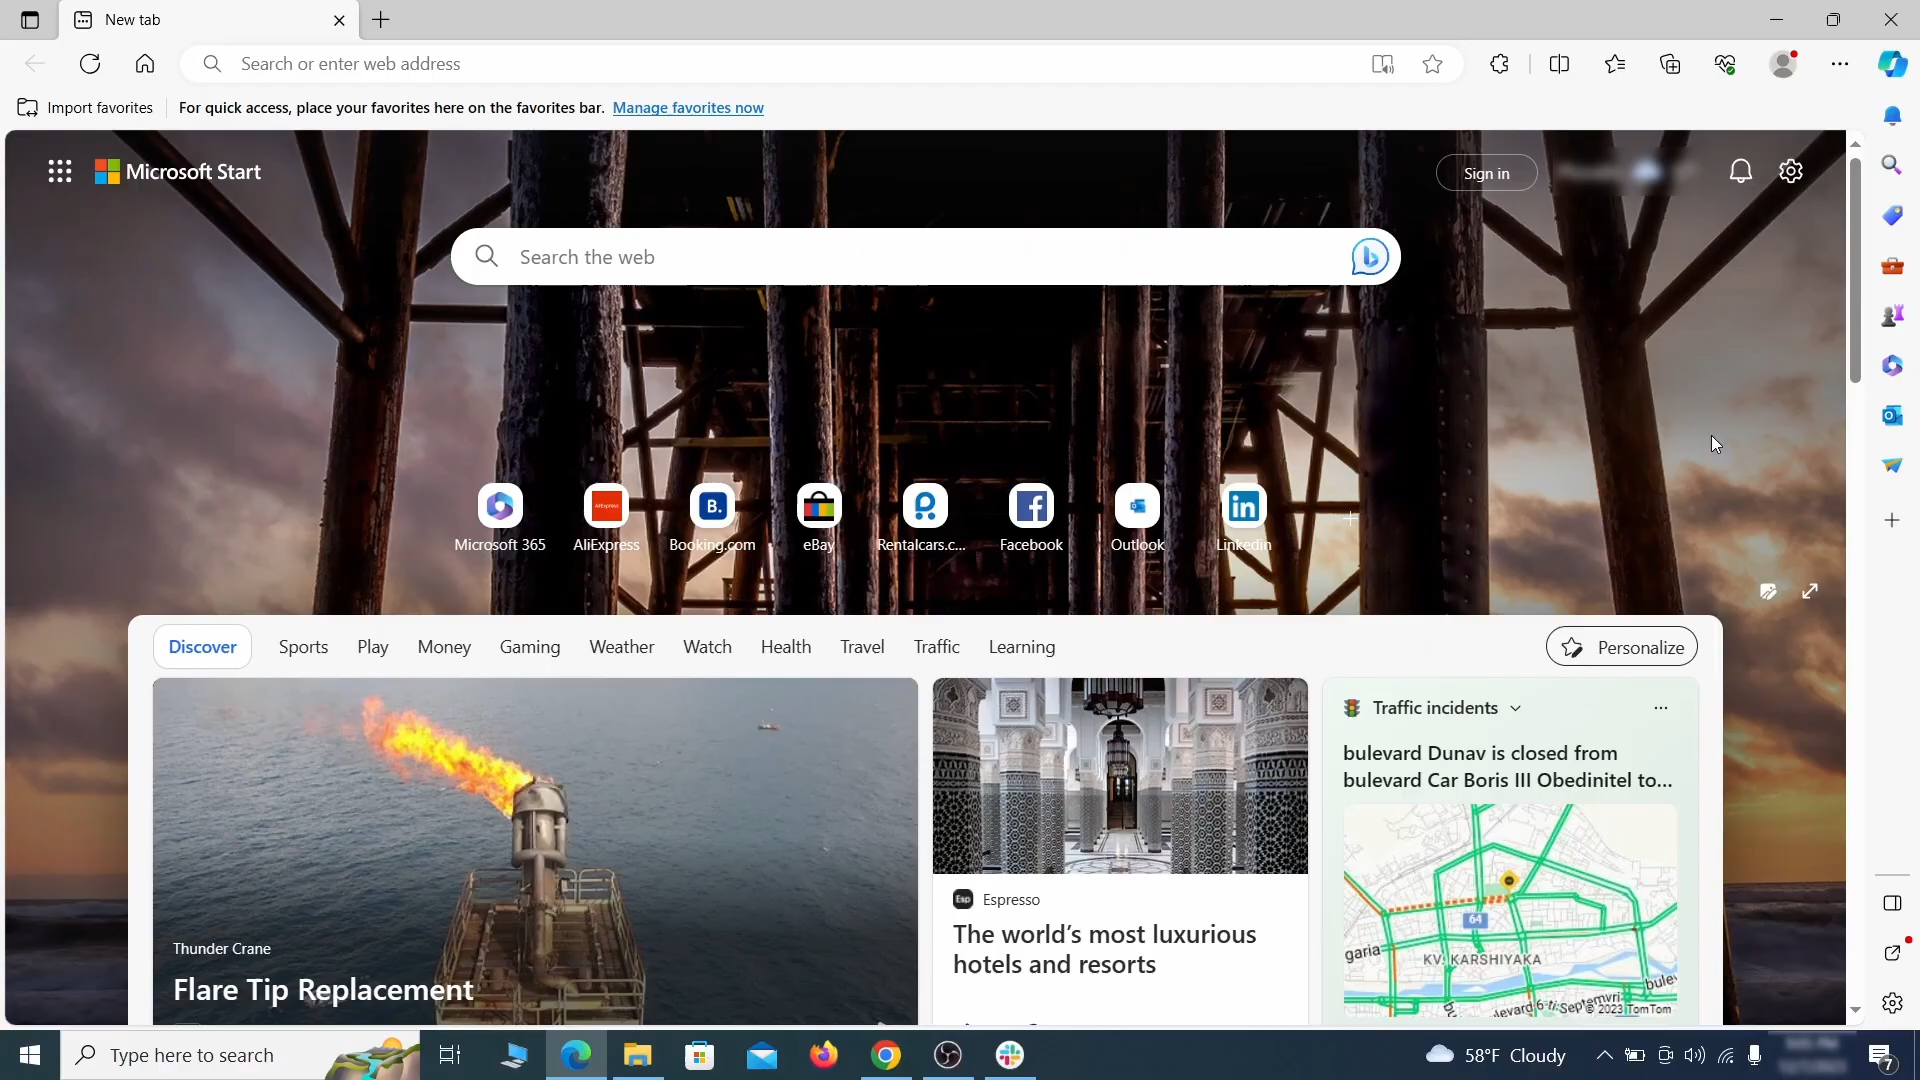 New tab
Search or enter web address
Import favorites
For quick access, place your favorites here on the favorites bar. Manage favorites now
Microsoft Start
Sign in
Search the web
Microsoft 365
AliExpress
Booking.com
eBay
Rentalcars.c...
Facebook
Outlook
Linkedin
Discover
Sports
Play
Money
Gaming
Weather
Watch
Health
Travel
Traffic
Learning
Personalize
Thunder Crane
Flare Tip Replacement
Esp Espresso
The world's most luxurious
hotels and resorts
Traffic incidents
bulevard Dunav is closed from
bulevard Car Boris III Obedinitel to...
64
garia
KV. KARSHIYAKA
© 2023 TomTom
Type here to search
58°F Cloudy
7